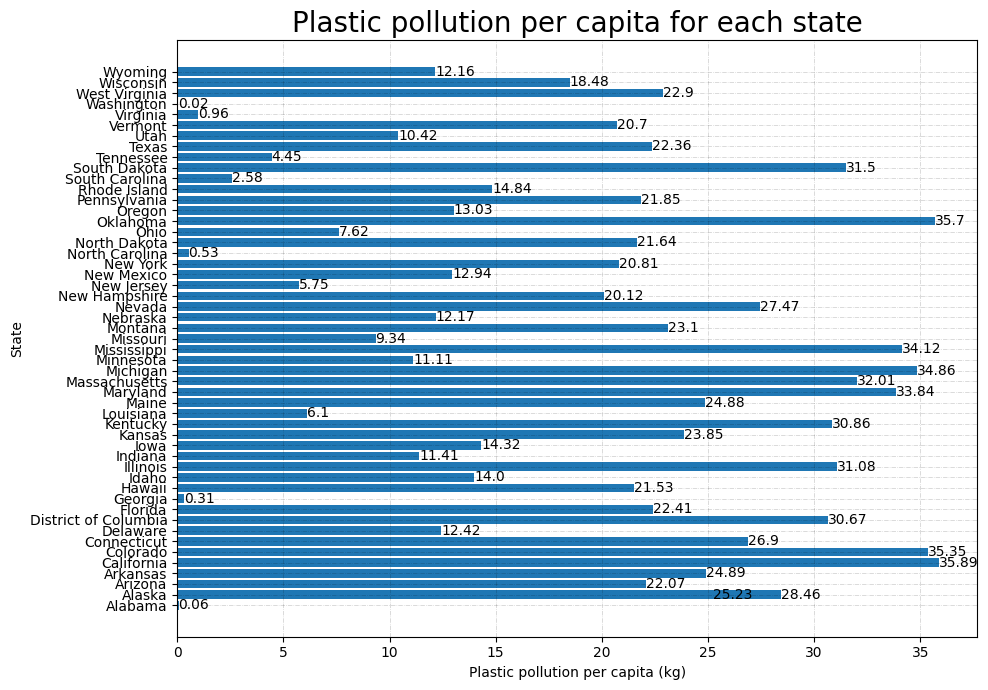 Plastic pollution per capita for each state
Wyoming 12.16
Wisconsin 18.48
West Virginia 22.9
Washington 0.02
Virginia 0.96
Vermont 20.7
Utah 10.42
Texas 22.36
Tennessee 4.45
South Dakota 31.5
South Carolina 2.58
Rhode Island 14.84
Pennsylvania 21.85
Oregon 13.03
Oklahoma 35.7
Ohio 7.62
North Dakota 21.64
North Carolina 0.53
New York 20.81
New Mexico 12.94
New Jersey 5.75
New Hampshire 20.12
Nevada 27.47
Nebraska 12.17
Montana 23.1
Missouri 9.34
Mississippi 34.12
Minnesota 11.11
Michigan 34.86
Massachusetts 32.01
Maryland 33.84
Maine 24.88
Louisiana 6.1
Kentucky 30.86
Kansas 23.85
Iowa 14.32
Indiana 11.41
Illinois 31.08
Idaho 14.0
Hawaii 21.53
Georgia 0.31
Florida 22.41
District of Columbia 30.67
Delaware 12.42
Connecticut 26.9
Colorado 35.35
California 35.89
Arkansas 24.89
Arizona 22.07
Alaska 25.23 28.46
Alabama 0.06
State
0 5 10 15 20 25 30 35
Plastic pollution per capita (kg)